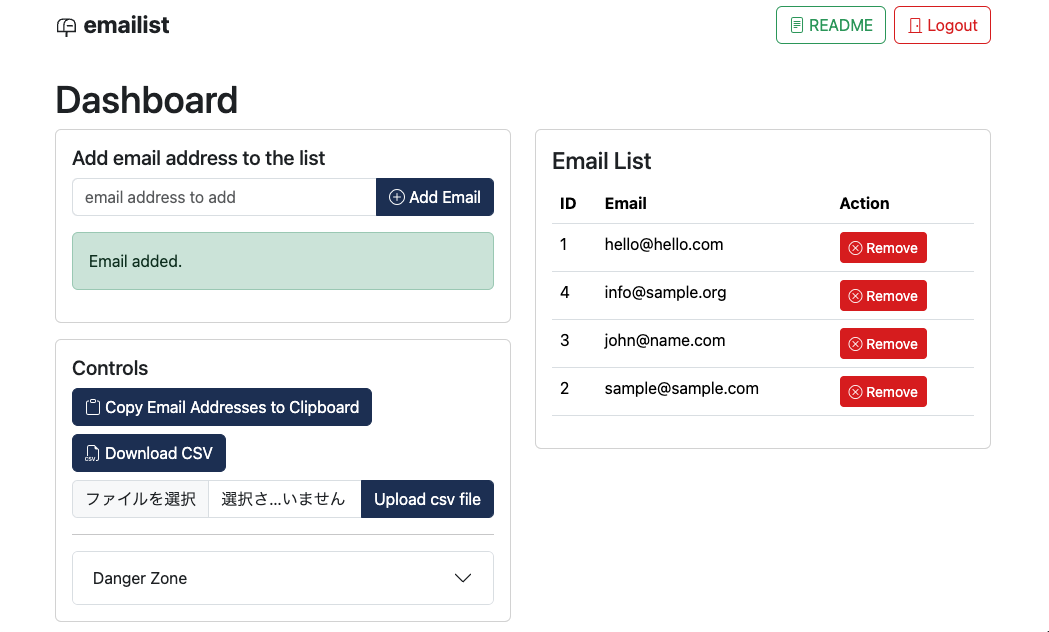 emailist
README
Logout
Dashboard
Add email address to the list
email address to add
Add Email
Email added.
Controls
Copy Email Addresses to Clipboard
CSV
Download CSV
ファイルを選択
選択さ...いません
Upload csv file
Danger Zone
Email List
ID Email Action
1 hello@hello.com Remove
4 info@sample.org Remove
3 john@name.com Remove
2 sample@sample.com Remove